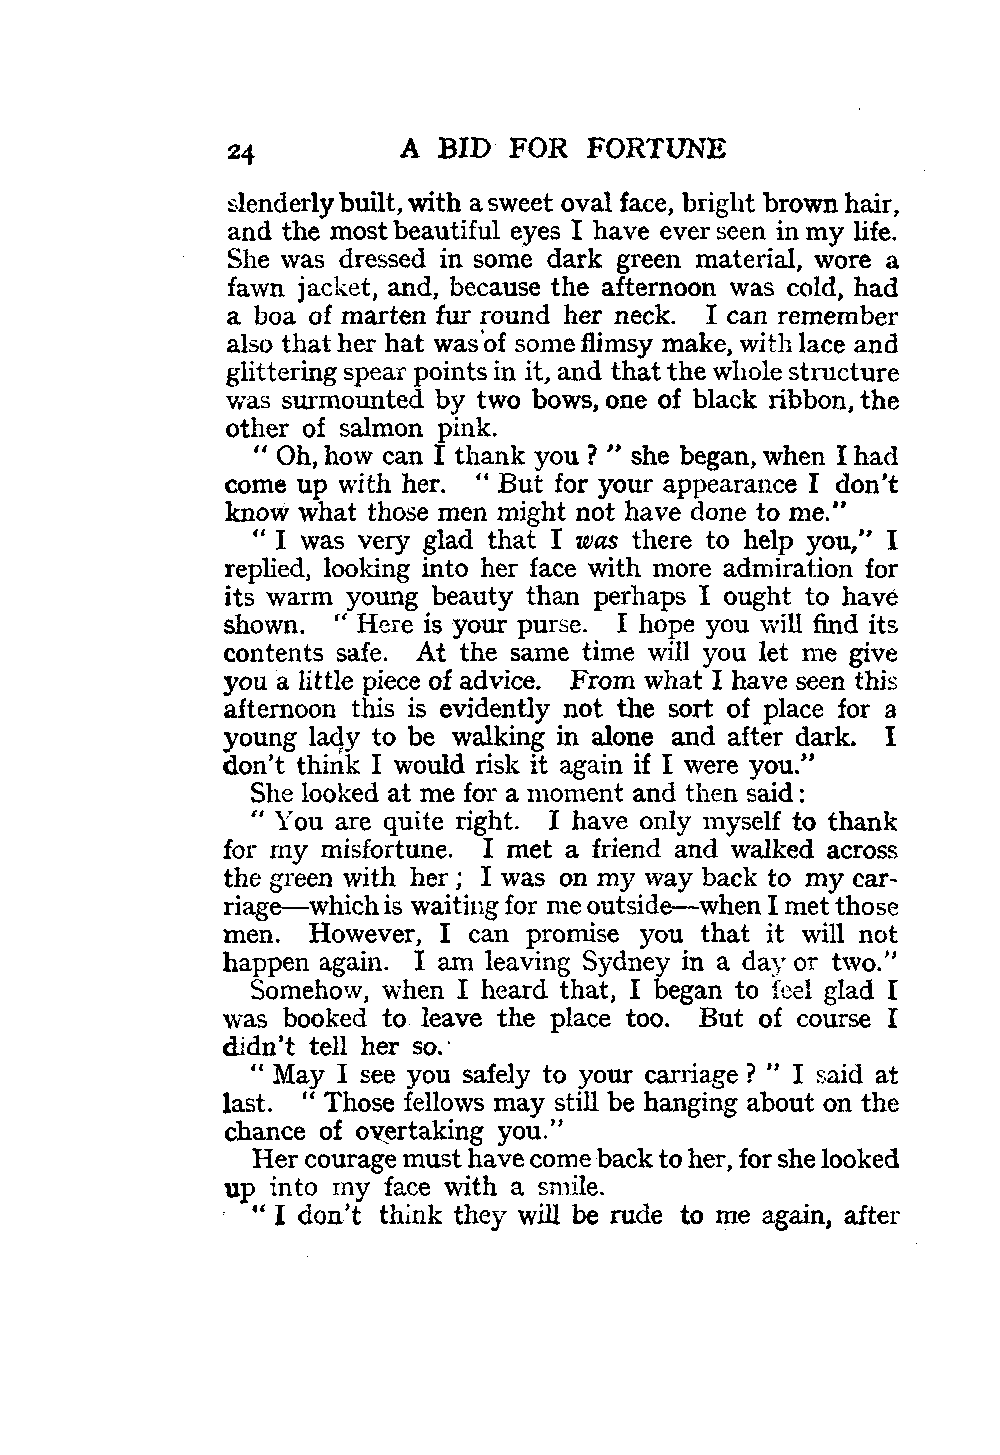 24 A BID FOR FORTUNE
slenderly built, with a sweet oval face, bright brown hair,
and the most beautiful eyes I have ever seen in my life.
She was dressed in some dark green material, wore a
fawn jacket, and, because the afternoon was cold, had
a boa of marten fur round her neck. I can remember
also that her hat was of some flimsy make, with lace and
glittering spear points in it, and that the whole structure
was surmounted by two bows, one of black ribbon, the
other of salmon pink.
“ Oh, how can I thank you ? ” she began, when I had
come up with her. “ But for your appearance I don't
know what those men might not have done to me.”
“ I was very glad that I was there to help you,” I
replied, looking into her face with more admiration for
its warm young beauty than perhaps I ought to have
shown. “ Here is your purse. I hope you will find its
contents safe. At the same time will you let me give
you a little piece of advice. From what I have seen this
afternoon this is evidently not the sort of place for a
young lady to be walking in alone and after dark. I
don't think I would risk it again if I were you.”
She looked at me for a moment and then said :
“ You are quite right. I have only myself to thank
for my misfortune. I met a friend and walked across
the green with her ; I was on my way back to my car-
riage—which is waiting for me outside—when I met those
men. However, I can promise you that it will not
happen again. I am leaving Sydney in a day or two.”
Somehow, when I heard that, I began to feel glad I
was booked to leave the place too. But of course I
didn't tell her so.
“ May I see you safely to your carriage ? ” I said at
last. “ Those fellows may still be hanging about on the
chance of overtaking you.”
Her courage must have come back to her, for she looked
up into my face with a smile.
“ I don't think they will be rude to me again, after